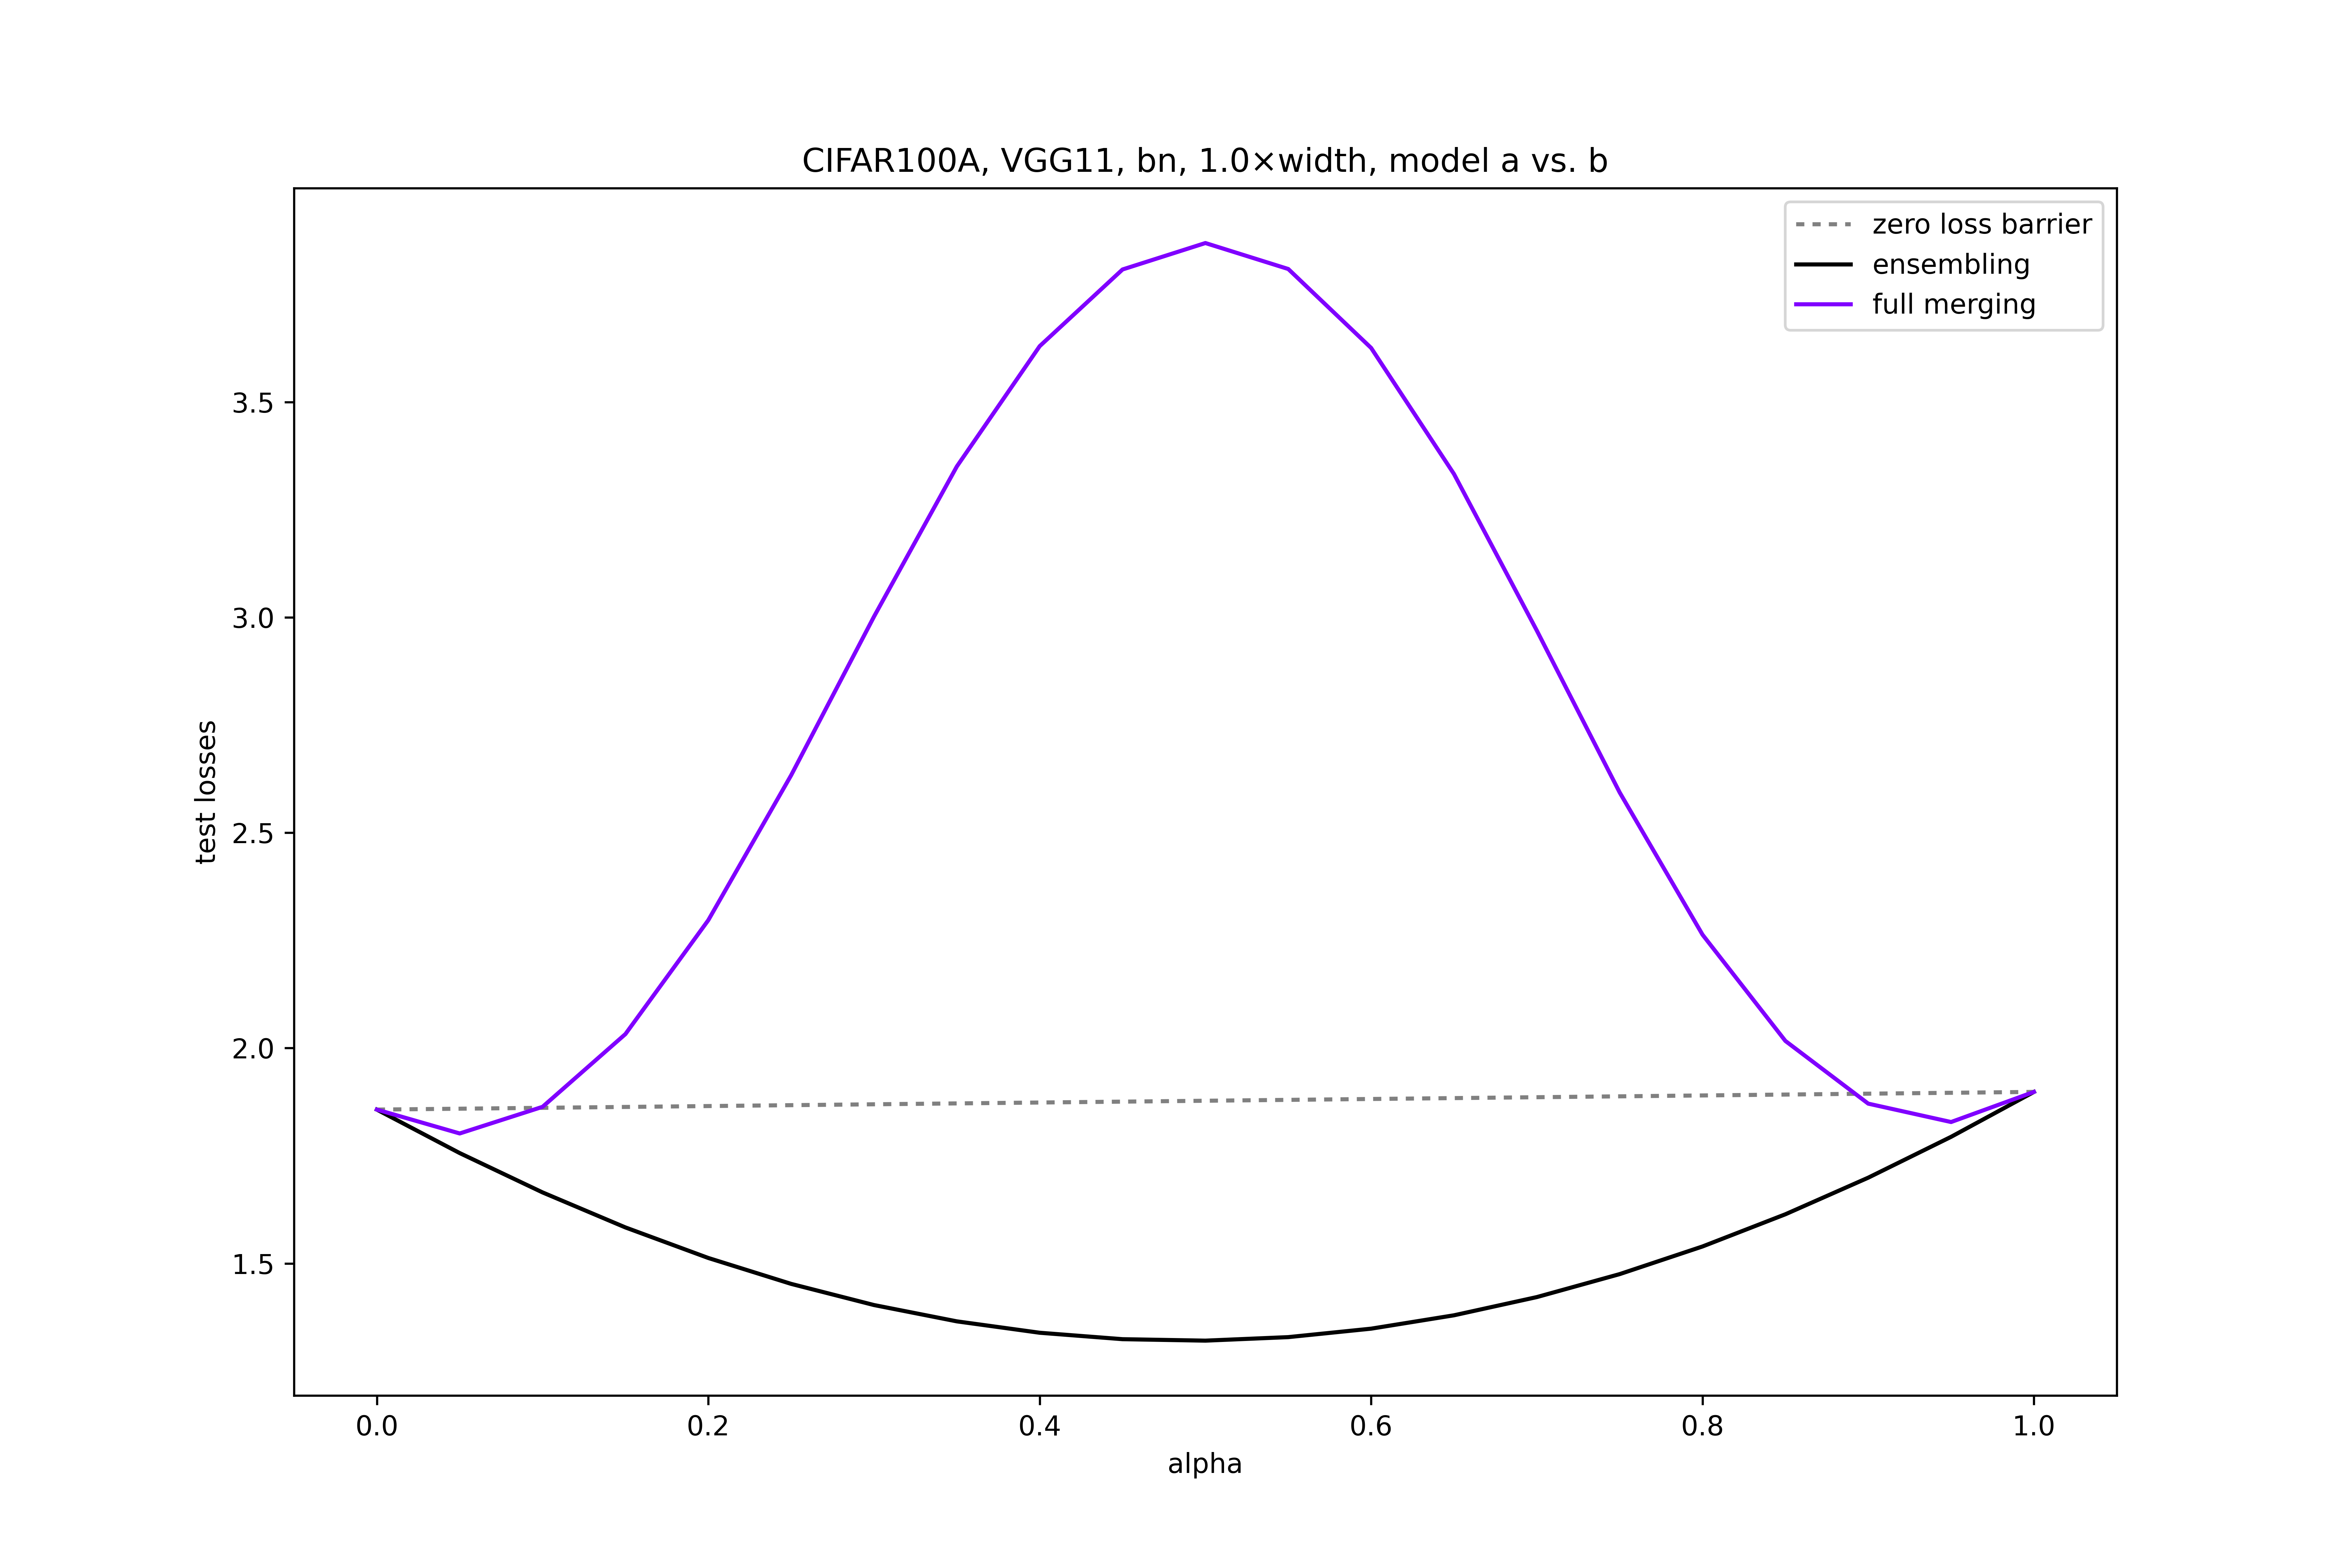 CIFAR100A, VGG11, bn, 1.0×width, model a vs. b
zero loss barrier
ensembling
full merging
test losses
3.5
3.0
2.5
2.0
1.5
0.0 0.2 0.4 0.6 0.8 1.0
alpha